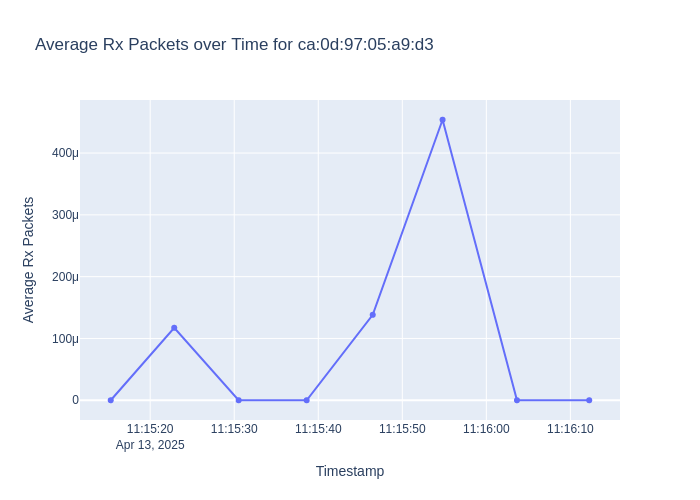 Average Rx Packets over Time for ca:0d:97:05:a9:d3
Average Rx Packets
400μ
300μ
200μ
100μ
0
11:15:20 11:15:30 11:15:40 11:15:50 11:16:00 11:16:10
Apr 13, 2025
Timestamp